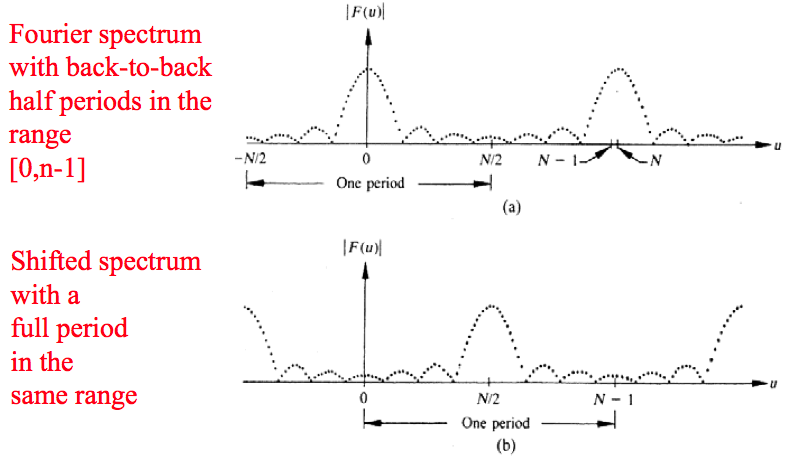 Fourier spectrum
with back-to-back
half periods in the
range
[0,n-1]
|F(u)|
u
-N/2
0
N/2
N - 1
N
One period
(a)
Shifted spectrum
with a
full period
in the
same range
|F(u)|
u
0
N/2
N - 1
One period
(b)